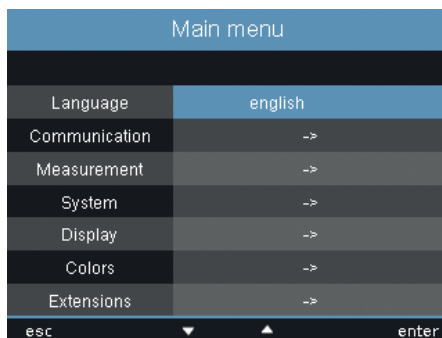 Main menu
Language english
Communication ->
Measurement ->
System ->
Display ->
Colors ->
Extensions ->
esc ▼ ▲ enter